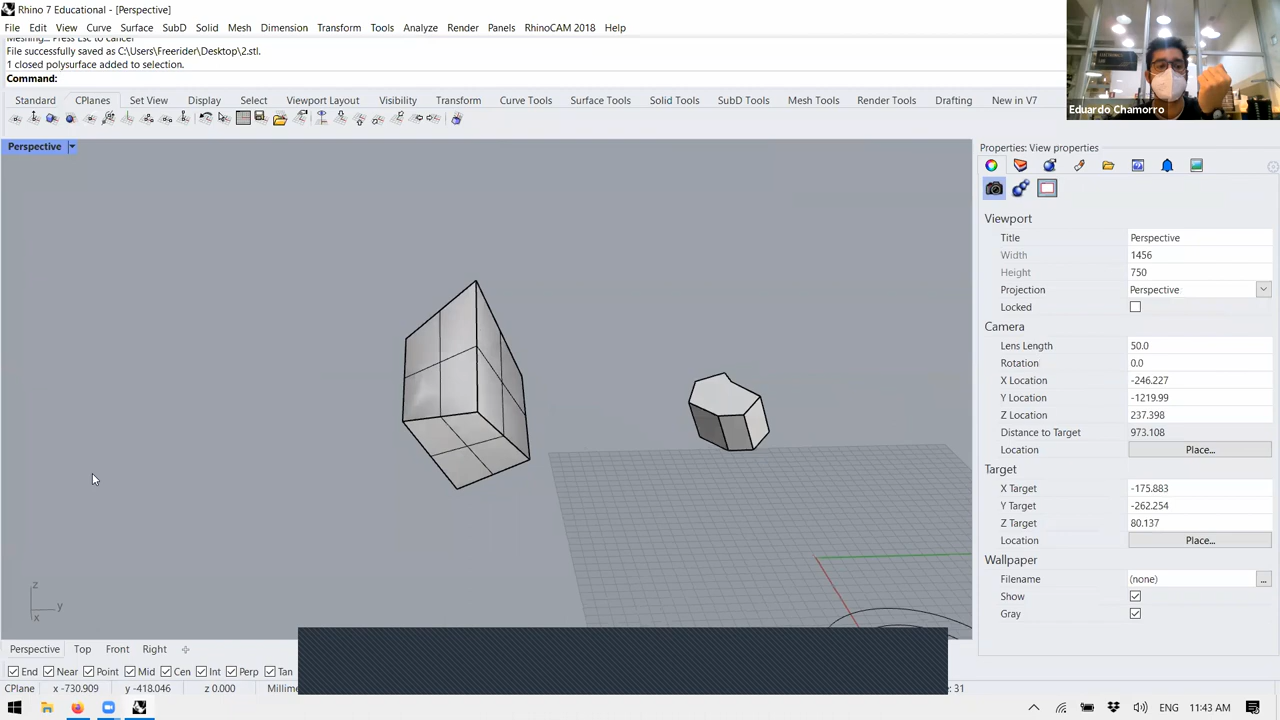 Rhino 7 Educational - [Perspective]
File Edit View Curve Surface SubD Solid Mesh Dimension Transform Tools Analyze Render Panels RhinoCAM 2018 Help
Meshing... Press Esc to cancel
File successfully saved as C:\Users\Freerider\Desktop\2.stl.
1 closed polysurface added to selection.
Command:
Eduardo Chamorro
Standard CPlanes Set View Display Select Viewport Layout Visibility Transform Curve Tools Surface Tools Solid Tools SubD Tools Mesh Tools Render Tools Drafting New in V7
Perspective
Properties: View properties
Viewport
Title Perspective
Width 1456
Height 750
Projection Perspective
Locked
Camera
Lens Length 50.0
Rotation 0.0
X Location -246.227
Y Location -1219.99
Z Location 237.398
Distance to Target 973.108
Location Place...
Target
X Target -175.883
Y Target -262.254
Z Target 80.137
Location Place...
Wallpaper
Filename (none) ...
Show
Gray
z
y
x
Perspective Top Front Right
End Near Point Mid Cen Int Perp Tan
CPlane x -730.909 y -418.046 z 0.000 Millime
z: 31
ENG 11:43 AM